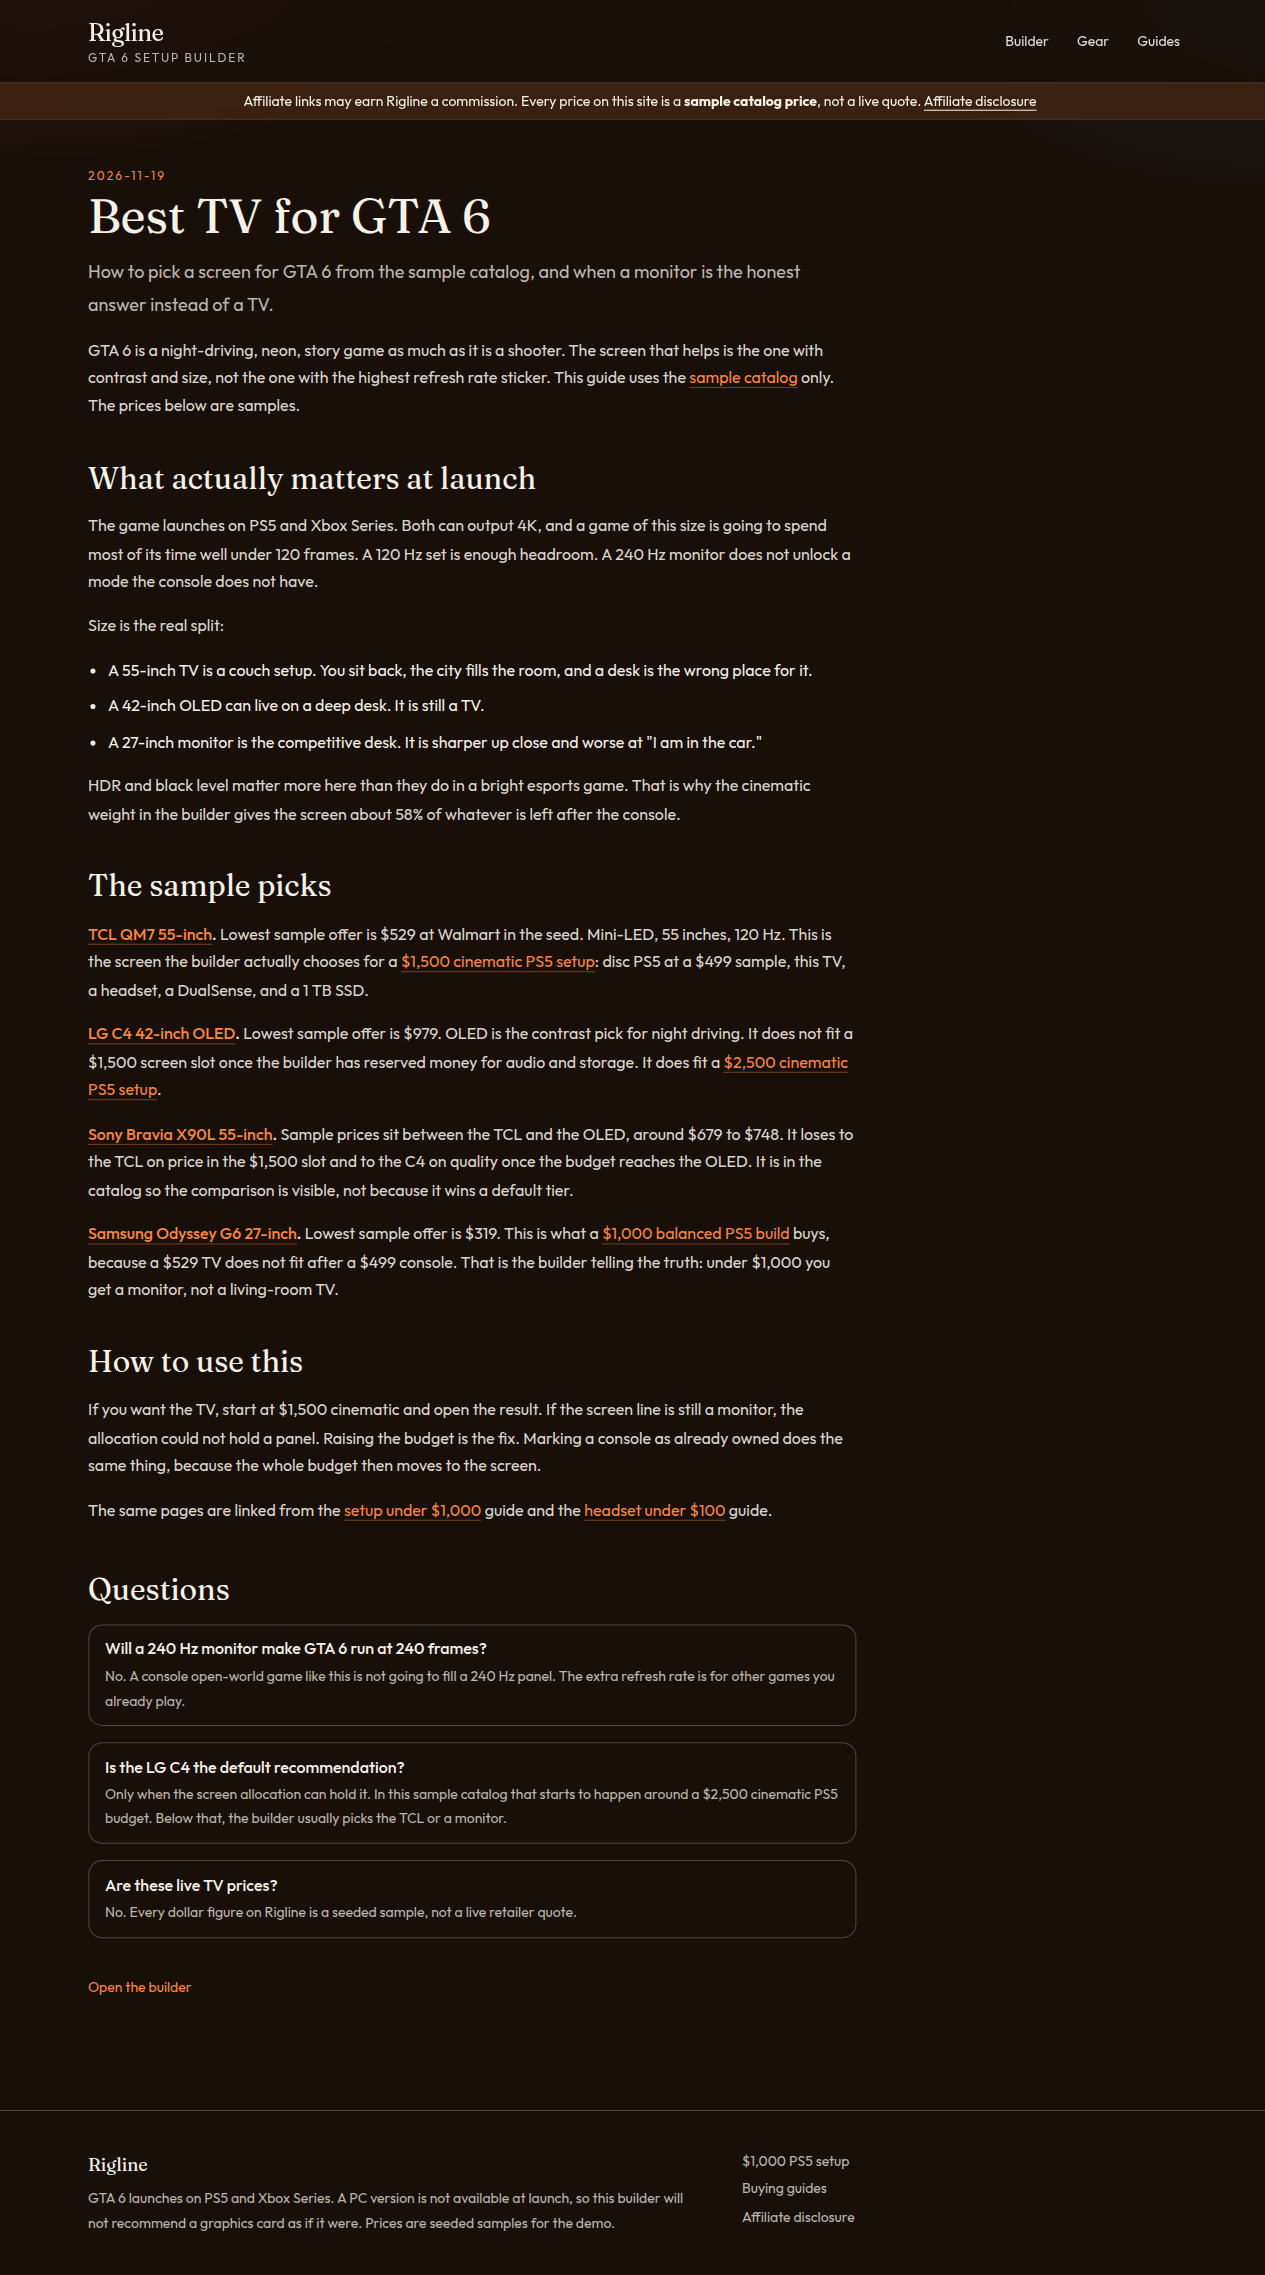 Rigline
GTA 6 SETUP BUILDER
Builder
Gear
Guides
Affiliate links may earn Rigline a commission. Every price on this site is a sample catalog price, not a live quote. Affiliate disclosure
2026-11-19
Best TV for GTA 6
How to pick a screen for GTA 6 from the sample catalog, and when a monitor is the honest
answer instead of a TV.
GTA 6 is a night-driving, neon, story game as much as it is a shooter. The screen that helps is the one with
contrast and size, not the one with the highest refresh rate sticker. This guide uses the sample catalog only.
The prices below are samples.
What actually matters at launch
The game launches on PS5 and Xbox Series. Both can output 4K, and a game of this size is going to spend
most of its time well under 120 frames. A 120 Hz set is enough headroom. A 240 Hz monitor does not unlock a
mode the console does not have.
Size is the real split:
• A 55-inch TV is a couch setup. You sit back, the city fills the room, and a desk is the wrong place for it.
• A 42-inch OLED can live on a deep desk. It is still a TV.
• A 27-inch monitor is the competitive desk. It is sharper up close and worse at "I am in the car."
HDR and black level matter more here than they do in a bright esports game. That is why the cinematic
weight in the builder gives the screen about 58% of whatever is left after the console.
The sample picks
TCL QM7 55-inch. Lowest sample offer is $529 at Walmart in the seed. Mini-LED, 55 inches, 120 Hz. This is
the screen the builder actually chooses for a $1,500 cinematic PS5 setup: disc PS5 at a $499 sample, this TV,
a headset, a DualSense, and a 1 TB SSD.
LG C4 42-inch OLED. Lowest sample offer is $979. OLED is the contrast pick for night driving. It does not fit a
$1,500 screen slot once the builder has reserved money for audio and storage. It does fit a $2,500 cinematic
PS5 setup.
Sony Bravia X90L 55-inch. Sample prices sit between the TCL and the OLED, around $679 to $748. It loses to
the TCL on price in the $1,500 slot and to the C4 on quality once the budget reaches the OLED. It is in the
catalog so the comparison is visible, not because it wins a default tier.
Samsung Odyssey G6 27-inch. Lowest sample offer is $319. This is what a $1,000 balanced PS5 build buys,
because a $529 TV does not fit after a $499 console. That is the builder telling the truth: under $1,000 you
get a monitor, not a living-room TV.
How to use this
If you want the TV, start at $1,500 cinematic and open the result. If the screen line is still a monitor, the
allocation could not hold a panel. Raising the budget is the fix. Marking a console as already owned does the
same thing, because the whole budget then moves to the screen.
The same pages are linked from the setup under $1,000 guide and the headset under $100 guide.
Questions
Will a 240 Hz monitor make GTA 6 run at 240 frames?
No. A console open-world game like this is not going to fill a 240 Hz panel. The extra refresh rate is for other games you
already play.
Is the LG C4 the default recommendation?
Only when the screen allocation can hold it. In this sample catalog that starts to happen around a $2,500 cinematic PS5
budget. Below that, the builder usually picks the TCL or a monitor.
Are these live TV prices?
No. Every dollar figure on Rigline is a seeded sample, not a live retailer quote.
Open the builder
Rigline
GTA 6 launches on PS5 and Xbox Series. A PC version is not available at launch, so this builder will
not recommend a graphics card as if it were. Prices are seeded samples for the demo.
$1,000 PS5 setup
Buying guides
Affiliate disclosure